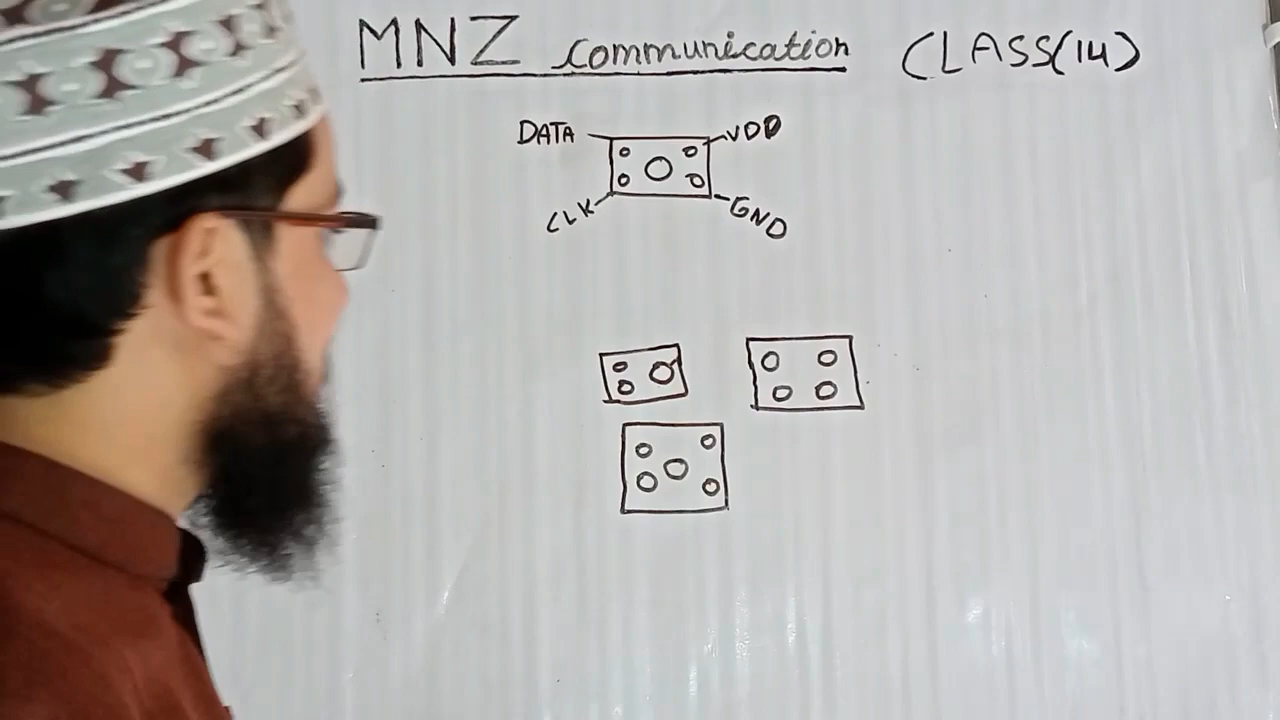 MNZ communication CLASS(14)
DATA VDD
CLK GND